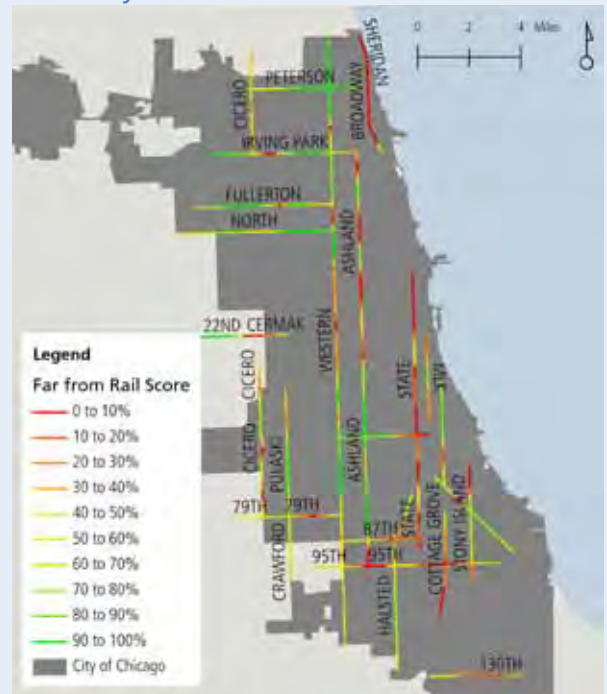 0 2 4 Miles
SHERIDAN
PETERSON
CICERO
BROADWAY
IRVING PARK
FULLERTON
NORTH
ASHLAND
22ND CERMAK
WESTERN
CICERO
STATE
CICERO
PULASKI
ASHLAND
79TH 79TH
87TH
STATE
COTTAGE GROVE
STONY ISLAND
CRAWFORD
95TH 95TH
HALSTED
130TH
Legend
Far from Rail Score
0 to 10%
10 to 20%
20 to 30%
30 to 40%
40 to 50%
50 to 60%
60 to 70%
70 to 80%
80 to 90%
90 to 100%
City of Chicago